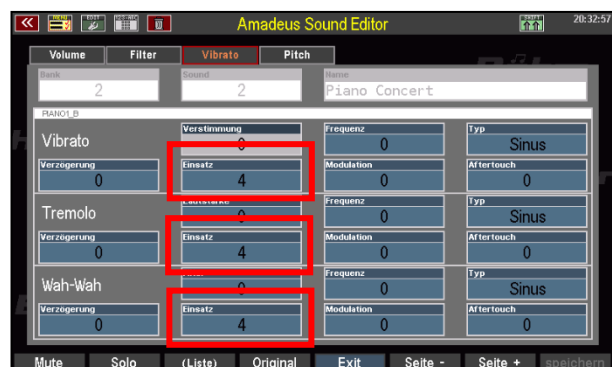 MENU EDIT SHIFT
Amadeus Sound Editor 20:32:57
Volume Filter Vibrato Pitch
Bank Sound Name
2 2 Piano Concert
PIANO1_B
Vibrato
Verstimmung Frequenz Typ
0 0 Sinus
Verzögerung Einsatz Modulation Aftertouch
0 4 0 0
Tremolo
Lautstärke Frequenz Typ
0 0 Sinus
Verzögerung Einsatz Modulation Aftertouch
0 4 0 0
Wah-Wah
Frequenz Typ
0 0 Sinus
Verzögerung Einsatz Modulation Aftertouch
0 4 0 0
Mute Solo (Liste) Original Exit Seite - Seite + speichern